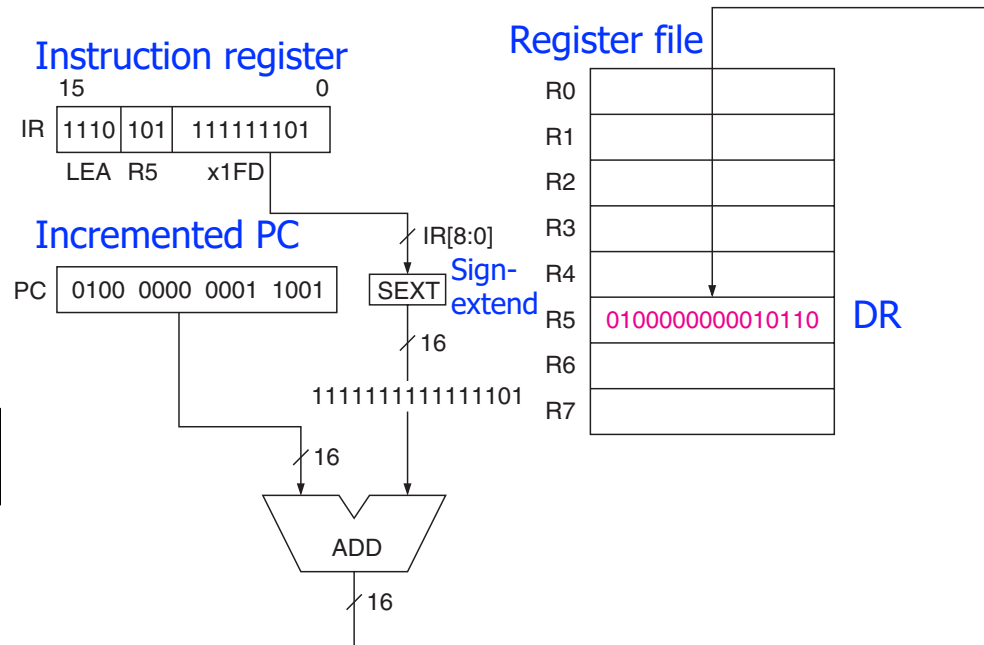 Instruction register
15 0
IR 1110 101 111111101
LEA R5 x1FD
IR[8:0]
Incremented PC
PC 0100 0000 0001 1001
SEXT
Sign-
extend
16
1111111111111101
16
ADD
16
Register file
R0
R1
R2
R3
R4
R5 0100000000010110 DR
R6
R7